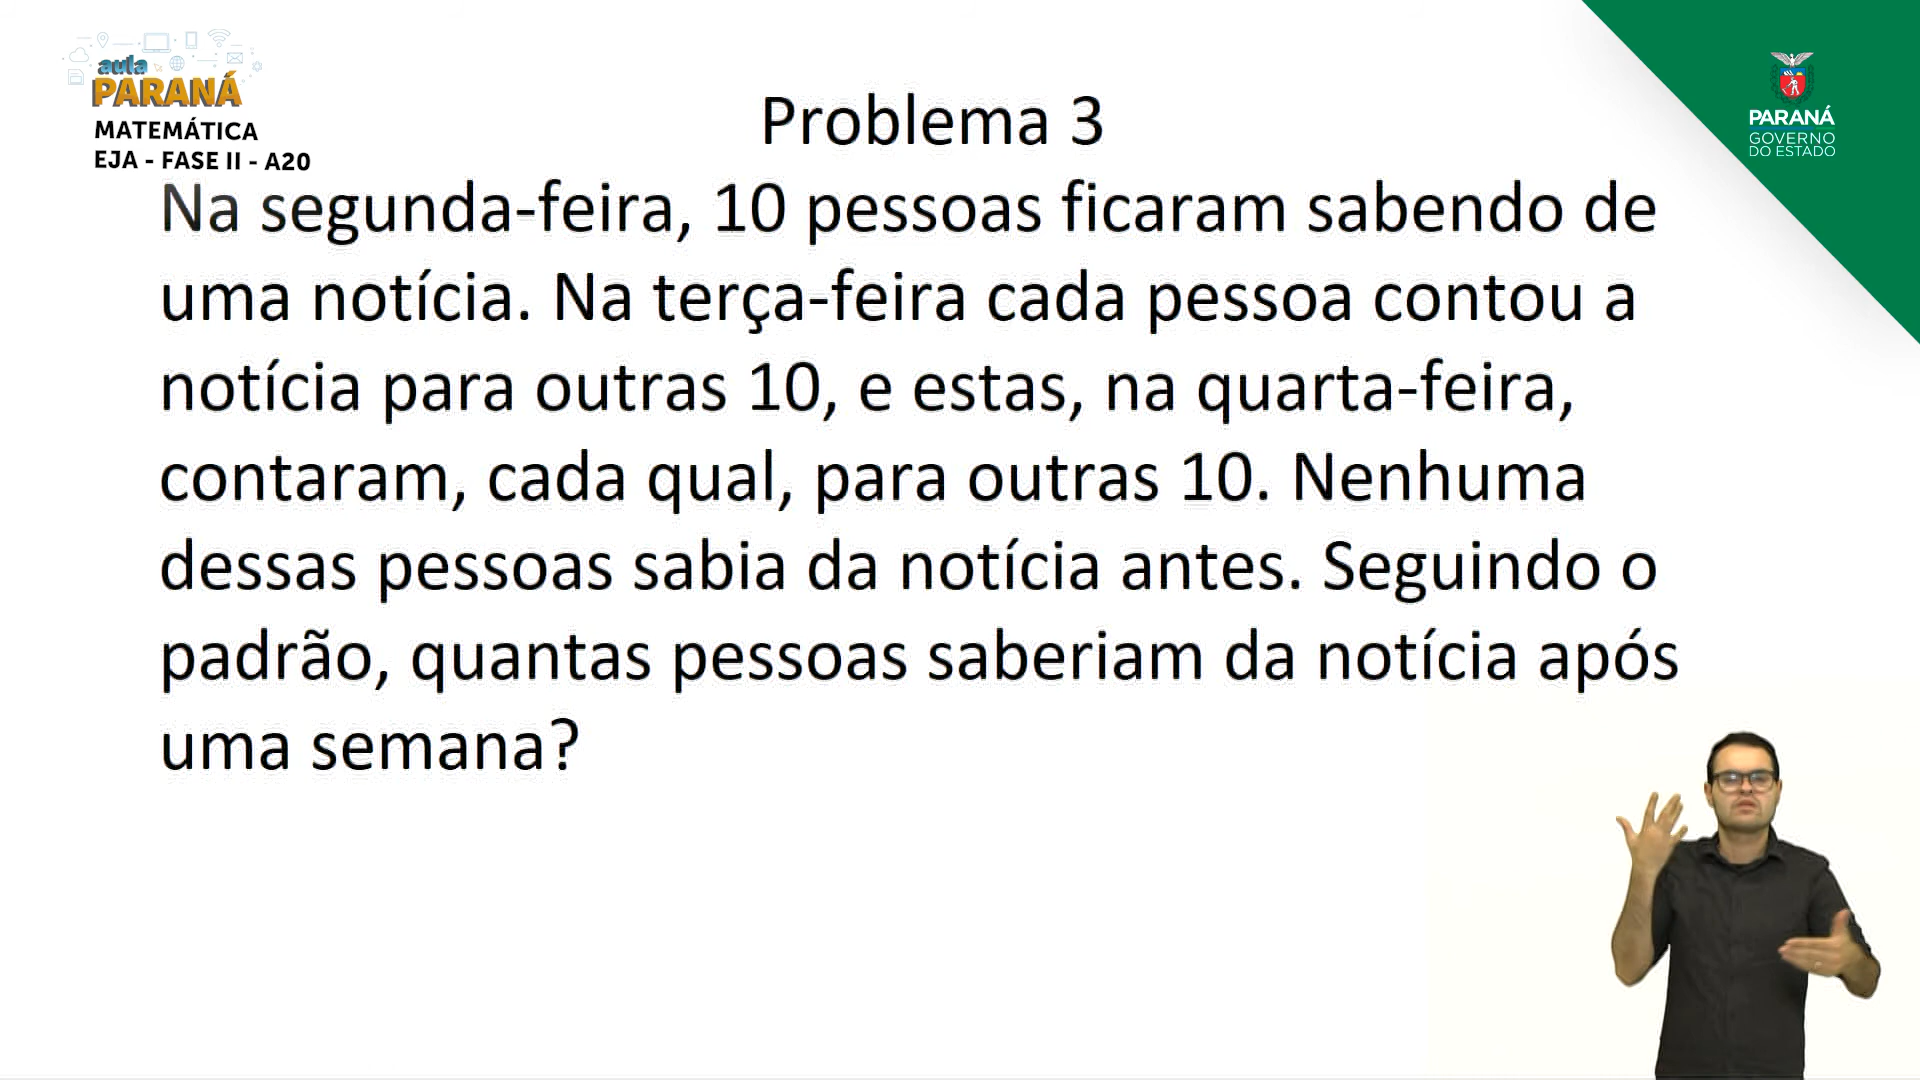 aula
PARANÁ
MATEMÁTICA
EJA - FASE II - A20
PARANÁ
GOVERNO
DO ESTADO
Problema 3
Na segunda-feira, 10 pessoas ficaram sabendo de
uma notícia. Na terça-feira cada pessoa contou a
notícia para outras 10, e estas, na quarta-feira,
contaram, cada qual, para outras 10. Nenhuma
dessas pessoas sabia da notícia antes. Seguindo o
padrão, quantas pessoas saberiam da notícia após
uma semana?